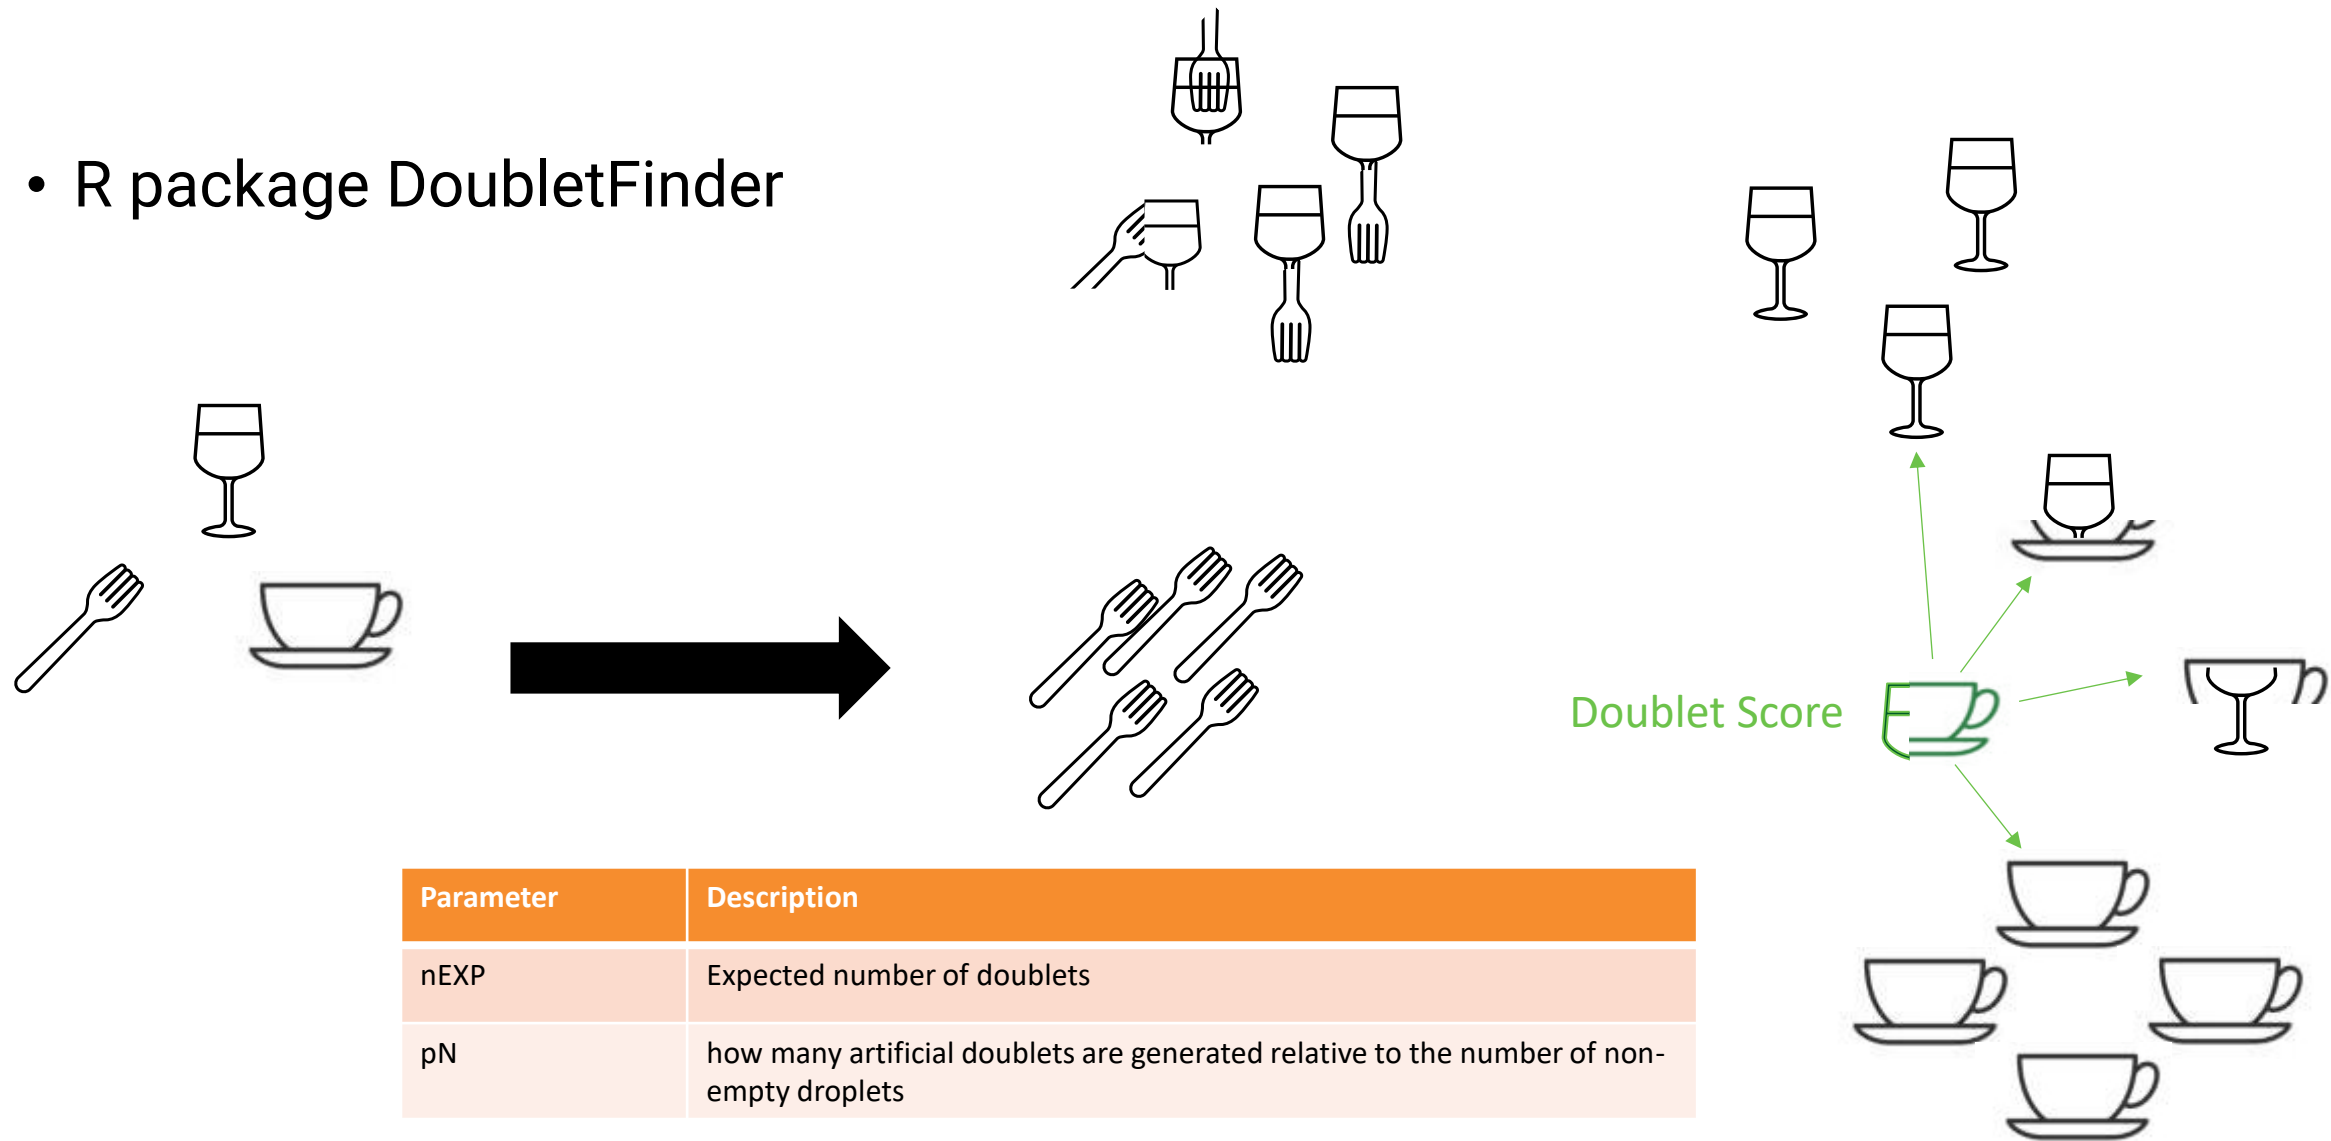 • R package DoubletFinder
Doublet Score
Parameter Description
nEXP Expected number of doublets
pN how many artificial doublets are generated relative to the number of non-
empty droplets